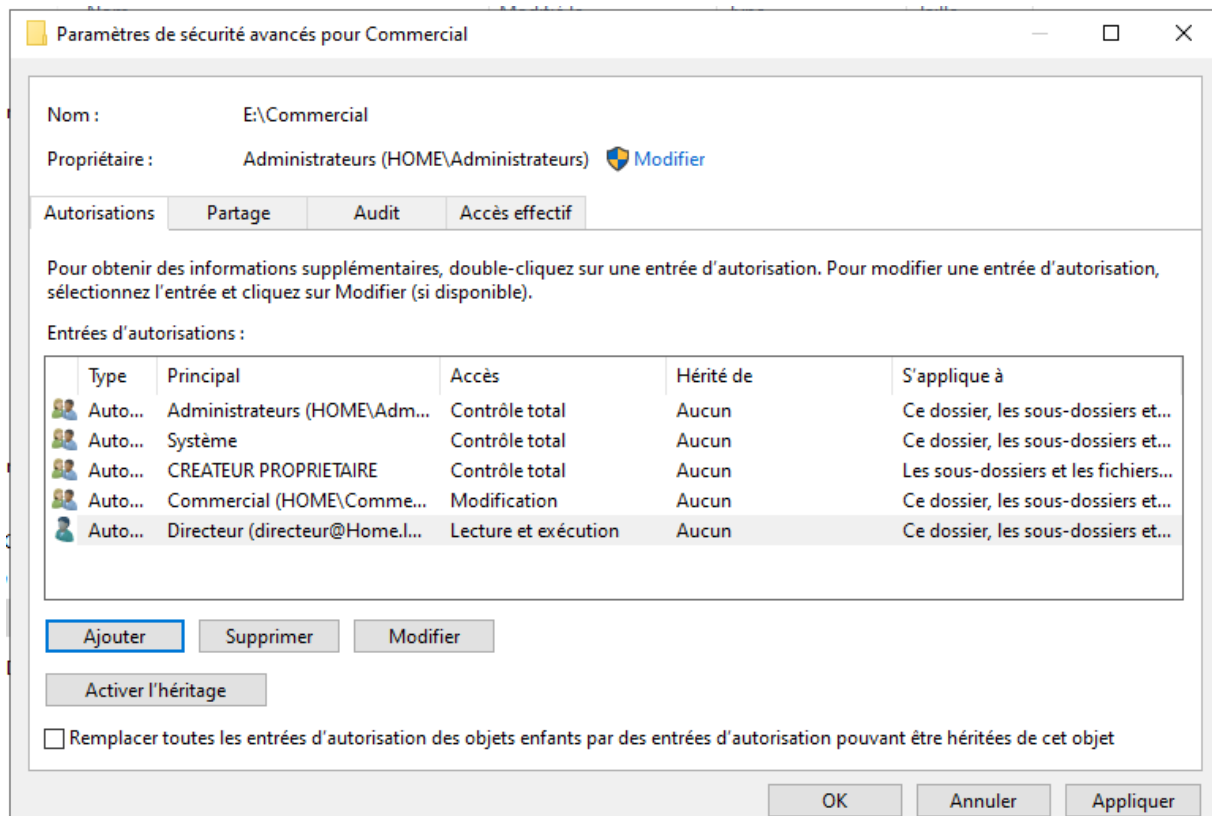 Paramètres de sécurité avancés pour Commercial
Nom : E:\Commercial
Propriétaire : Administrateurs (HOME\Administrateurs) Modifier
Autorisations Partage Audit Accès effectif
Pour obtenir des informations supplémentaires, double-cliquez sur une entrée d'autorisation. Pour modifier une entrée d'autorisation,
sélectionnez l'entrée et cliquez sur Modifier (si disponible).
Entrées d'autorisations :
Type Principal Accès Hérité de S'applique à
Auto... Administrateurs (HOME\Adm... Contrôle total Aucun Ce dossier, les sous-dossiers et...
Auto... Système Contrôle total Aucun Ce dossier, les sous-dossiers et...
Auto... CREATEUR PROPRIETAIRE Contrôle total Aucun Les sous-dossiers et les fichiers...
Auto... Commercial (HOME\Comme... Modification Aucun Ce dossier, les sous-dossiers et...
Auto... Directeur (directeur@Home.l... Lecture et exécution Aucun Ce dossier, les sous-dossiers et...
Ajouter Supprimer Modifier
Activer l'héritage
Remplacer toutes les entrées d'autorisation des objets enfants par des entrées d'autorisation pouvant être héritées de cet objet
OK Annuler Appliquer